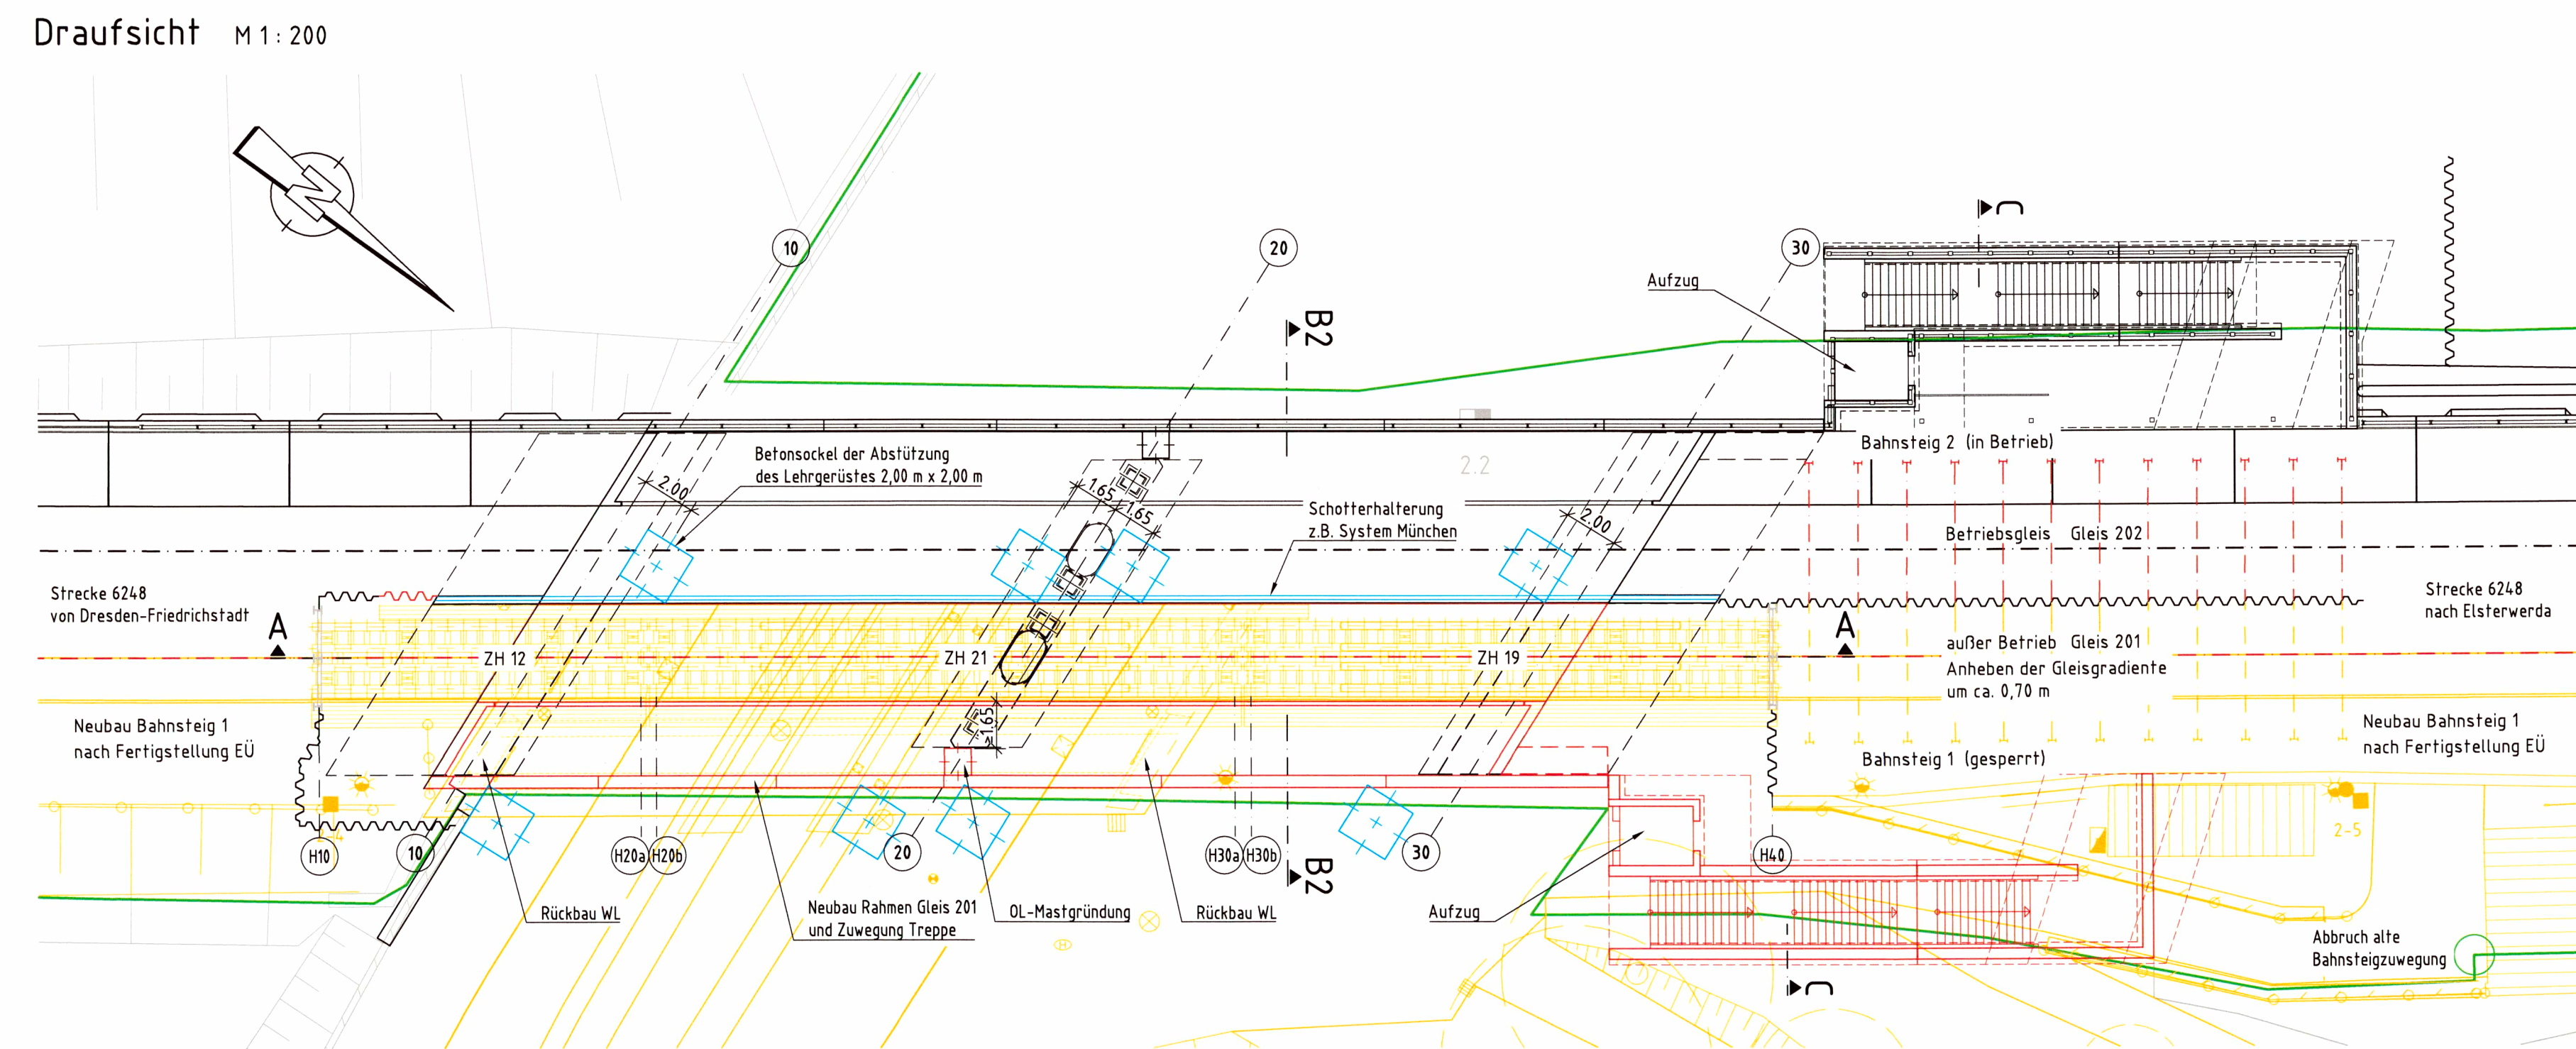 Draufsicht M 1 : 200
N
10
20
30
C
Aufzug
B2
Betonsockel der Abstützung
des Lehrgerüstes 2,00 m x 2,00 m
2.00
1.65
1.65
2.2
Schotterhalterung
z.B. System München
2.00
Bahnsteig 2 (in Betrieb)
Betriebsgleis Gleis 202
Strecke 6248
von Dresden-Friedrichstadt
Strecke 6248
nach Elsterwerda
A
A
ZH 12
ZH 21
ZH 19
außer Betrieb Gleis 201
Anheben der Gleisgradiente
um ca. 0,70 m
Neubau Bahnsteig 1
nach Fertigstellung EÜ
1.65
Bahnsteig 1 (gesperrt)
Neubau Bahnsteig 1
nach Fertigstellung EÜ
H10
10
H20a
H20b
20
H30a
H30b
B2
30
H40
2-5
Rückbau WL
Neubau Rahmen Gleis 201
und Zuwegung Treppe
OL-Mastgründung
Rückbau WL
Aufzug
Abbruch alte
Bahnsteigzuwegung
H
C